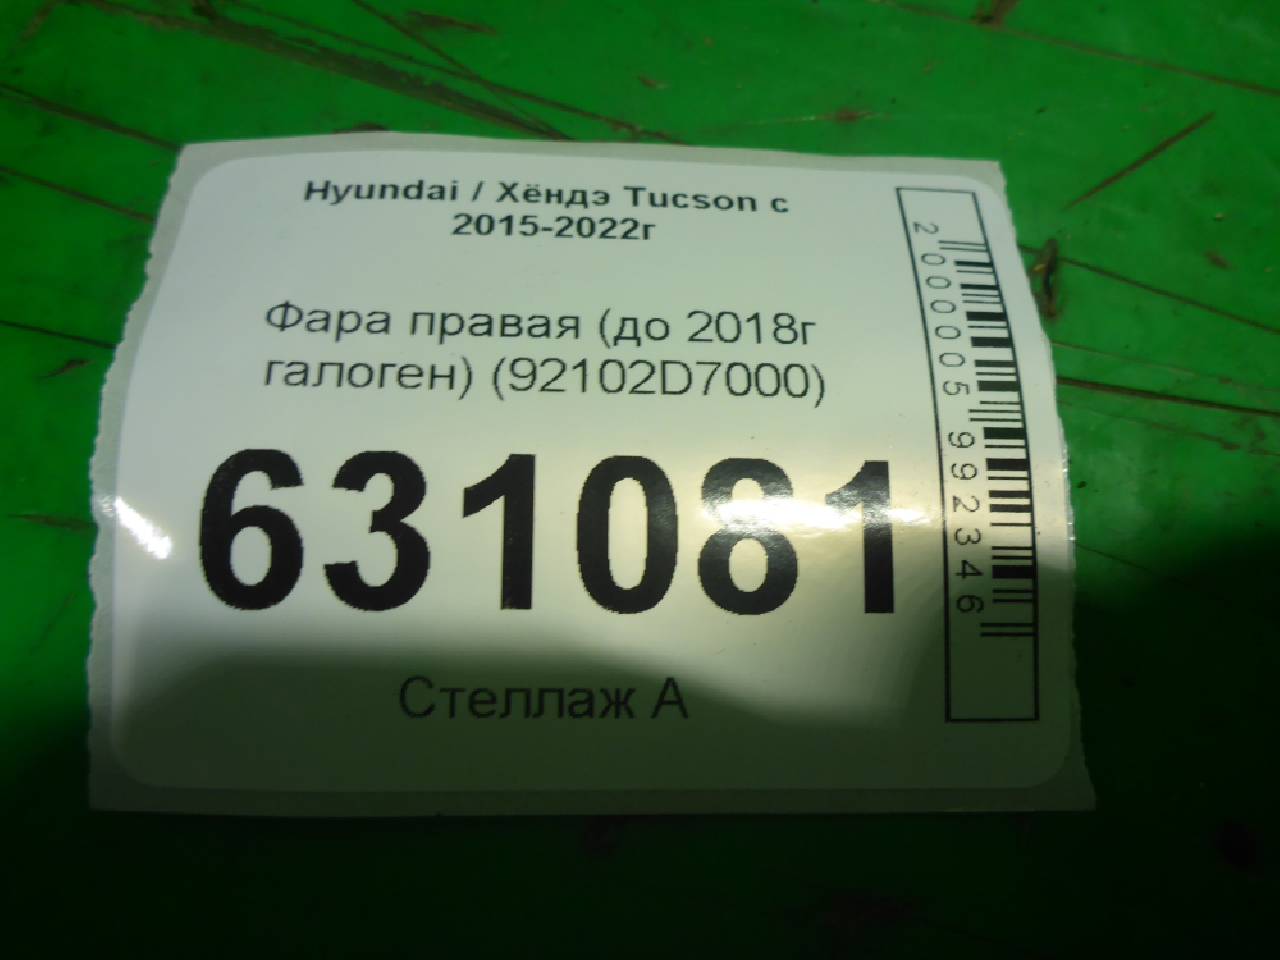 Hyundai / Хёндэ Tucson с
2015-2022г
Фара правая (до 2018г
галоген) (92102D7000)
631081
Стеллаж А
2000005992346